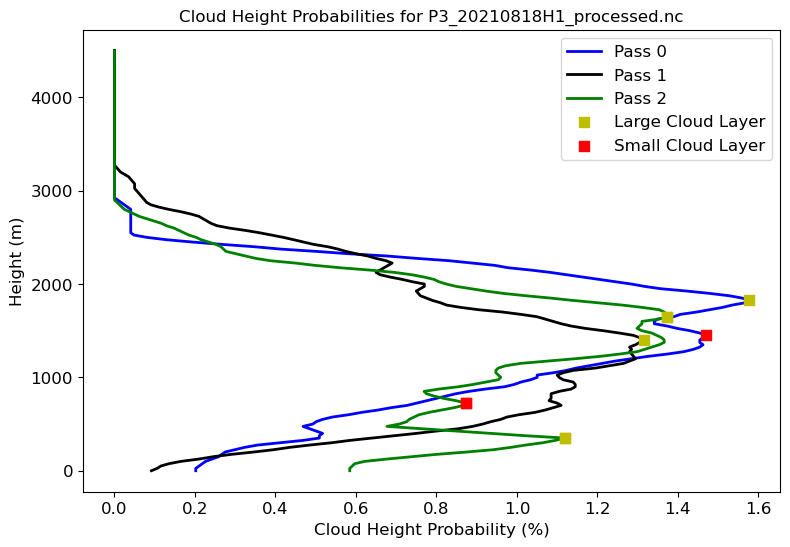 Cloud Height Probabilities for P3_20210818H1_processed.nc
Pass 0
Pass 1
Pass 2
Large Cloud Layer
Small Cloud Layer
4000
3000
2000
1000
0
Height (m)
0.0 0.2 0.4 0.6 0.8 1.0 1.2 1.4 1.6
Cloud Height Probability (%)